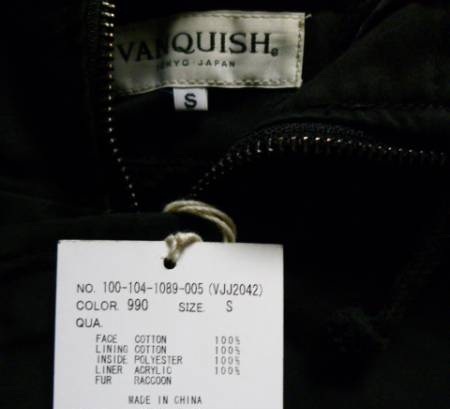 VANQUISH®
TOKYO·JAPAN
S
NO. 100-104-1089-005 (VJJ2042)
COLOR. 990 SIZE. S
QUA.
FACE COTTON 100%
LINING COTTON 100%
INSIDE POLYESTER 100%
LINER ACRYLIC 100%
FUR RACCOON
MADE IN CHINA